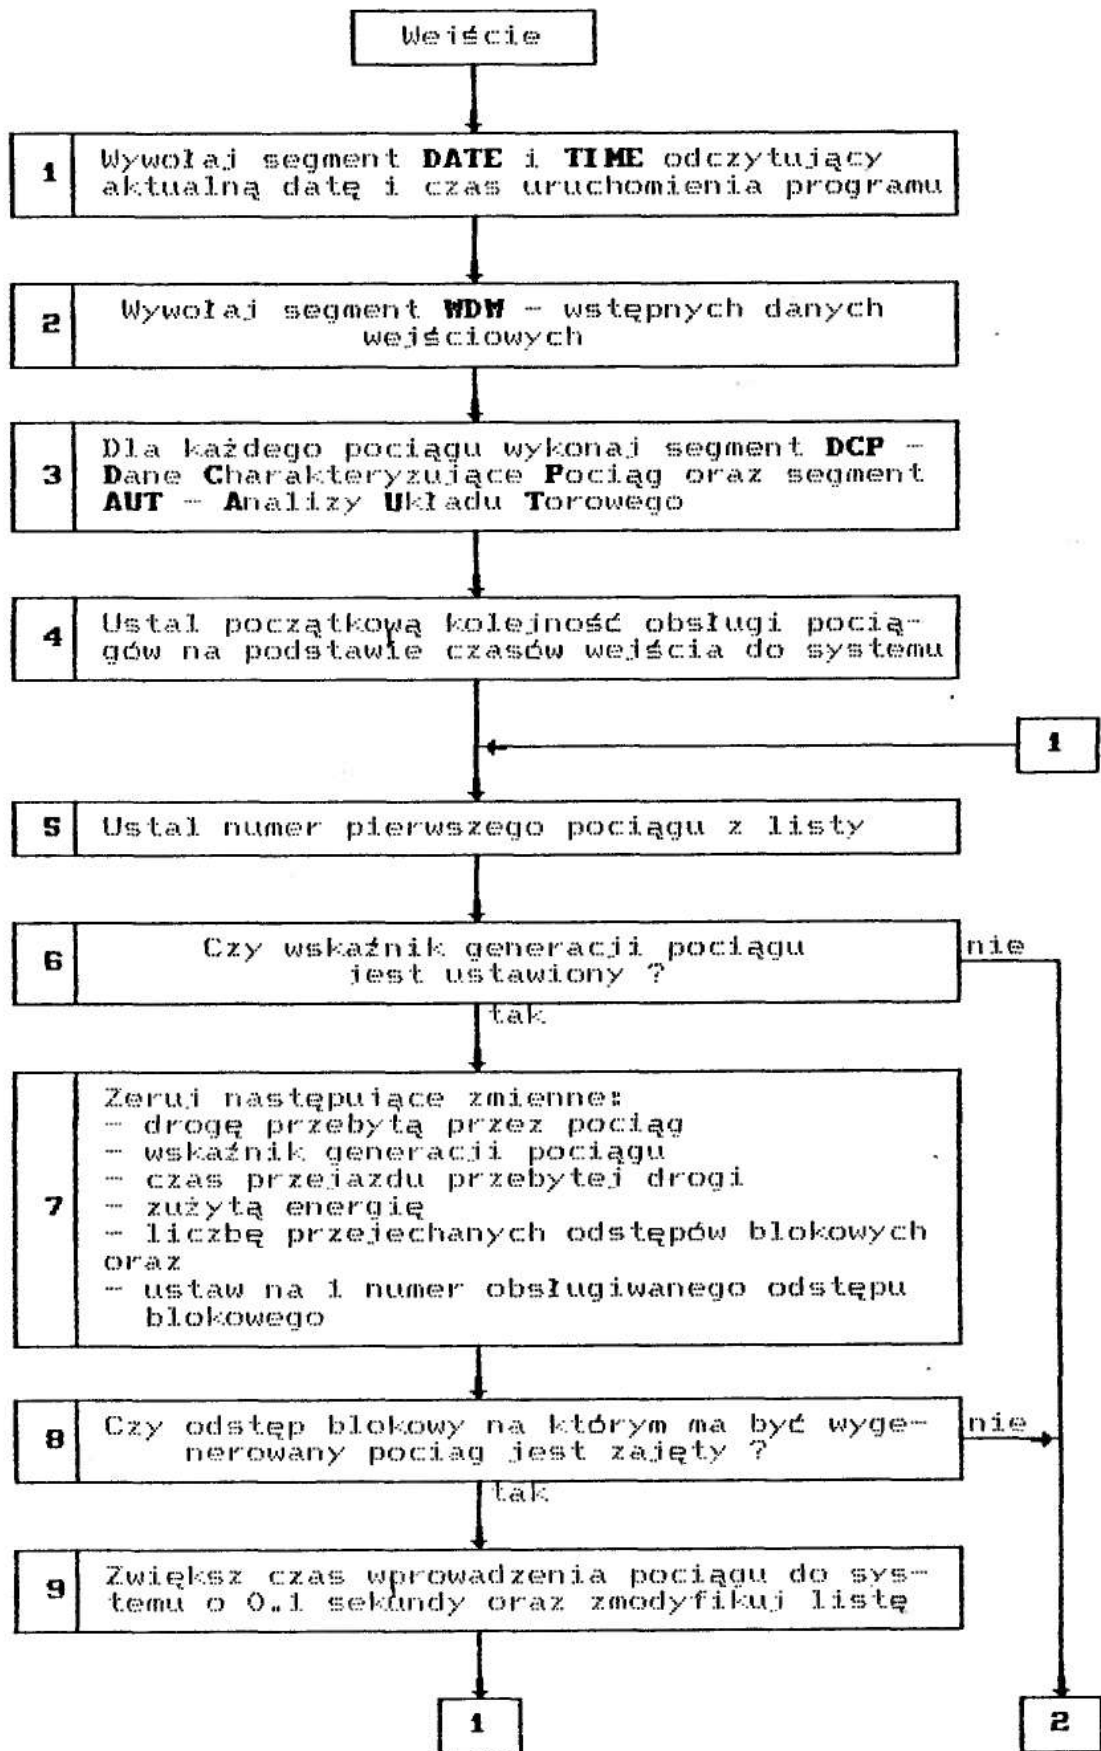 Wejście
1 Wywołaj segment DATE i TIME odczytujący
aktualną datę i czas uruchomienia programu
2 Wywołaj segment WDW – wstępnych danych
wejściowych
3 Dla każdego pociągu wykonaj segment DCP –
Dane Charakteryzujące Pociąg oraz segment
AUT – Analizy Układu Torowego
4 Ustal początkową kolejność obsługi pocią-
gów na podstawie czasów wejścia do systemu
1
5 Ustal numer pierwszego pociągu z listy
6 Czy wskaźnik generacji pociągu
jest ustawiony ?
nie
tak
7 Zeruj następujące zmienne:
– drogę przebytą przez pociąg
– wskaźnik generacji pociągu
– czas przejazdu przebytej drogi
– zużytą energię
– liczbę przejechanych odstępów blokowych
oraz
– ustaw na 1 numer obsługiwanego odstępu
blokowego
8 Czy odstęp blokowy na którym ma być wyge-
nerowany pociąg jest zajęty ?
nie
tak
9 Zwiększ czas wprowadzenia pociągu do sys-
temu o 0.1 sekundy oraz zmodyfikuj listę
1
2